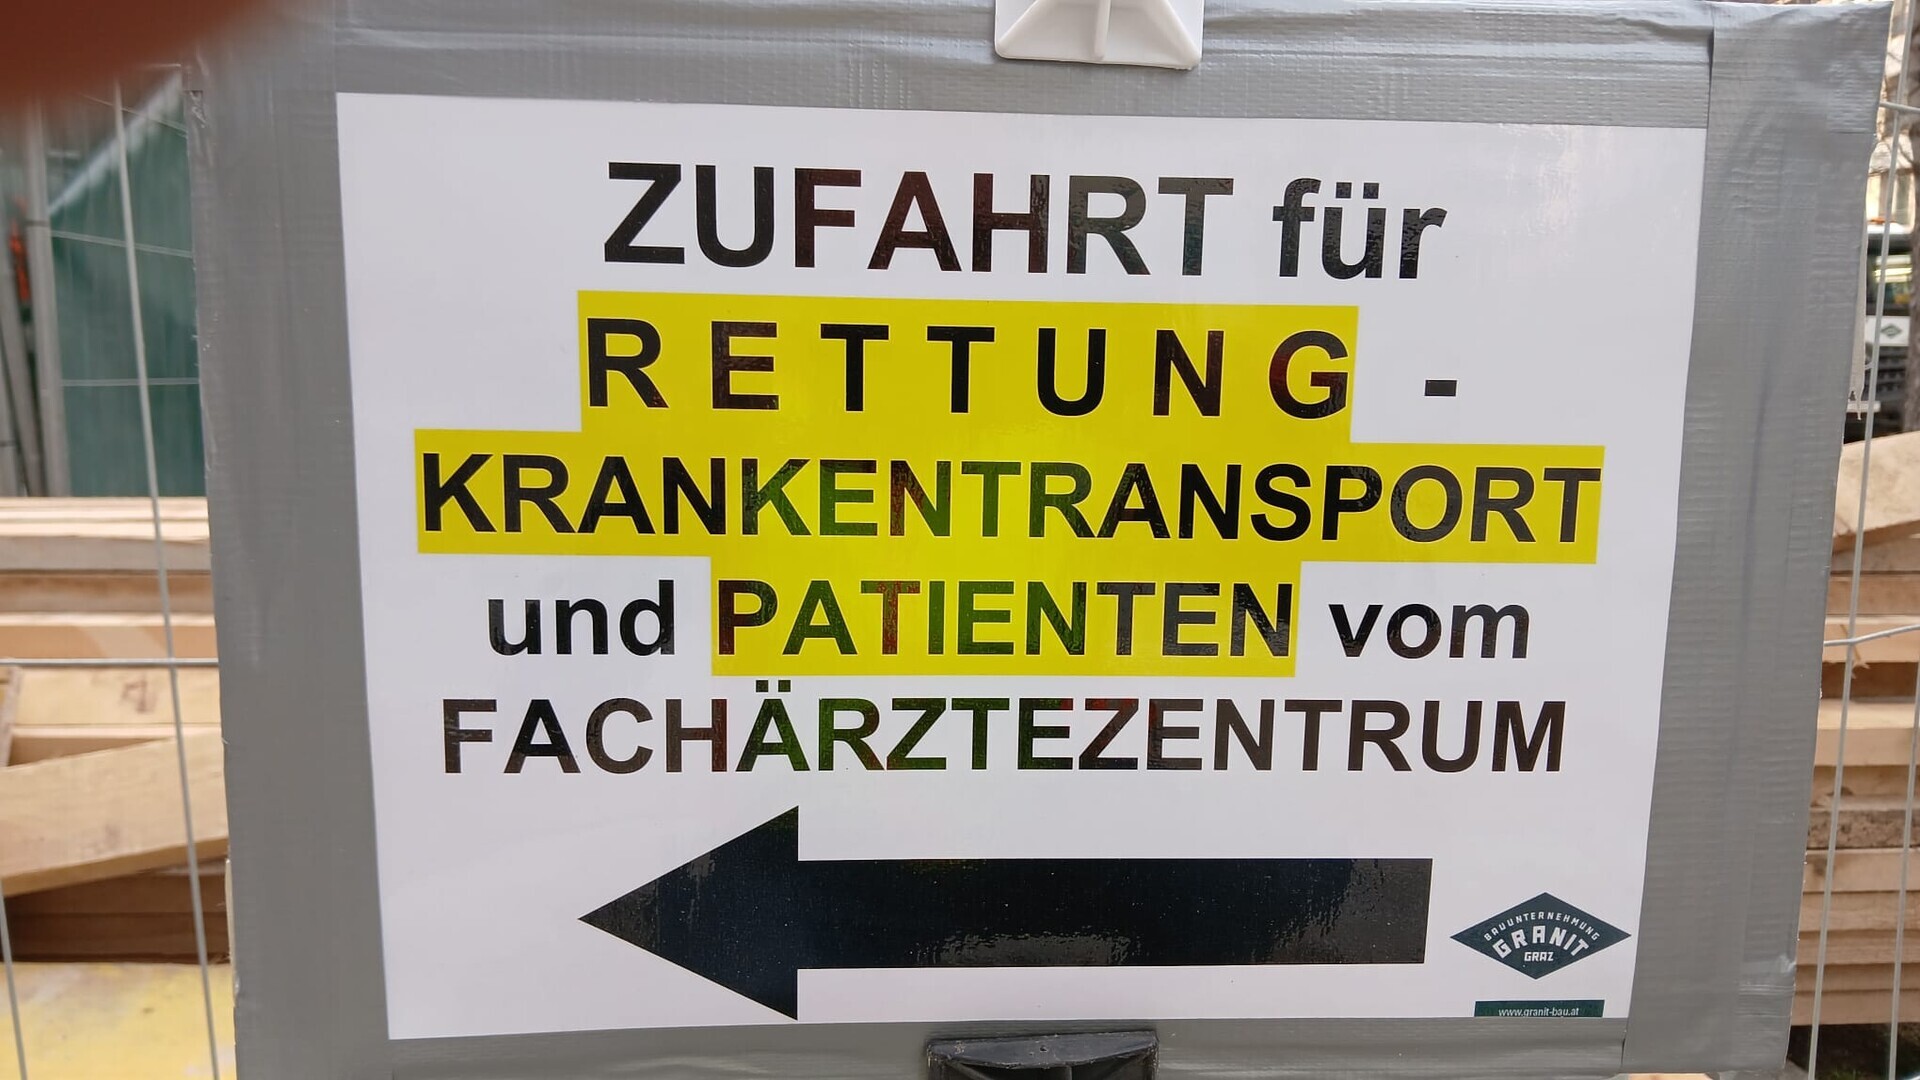 ZUFAHRT für
RETTUNG -
KRANKENTRANSPORT
und PATIENTEN vom
FACHÄRZTEZENTRUM
BAUUNTERNEHMUNG
GRANIT
GRAZ
www.granit-bau.at